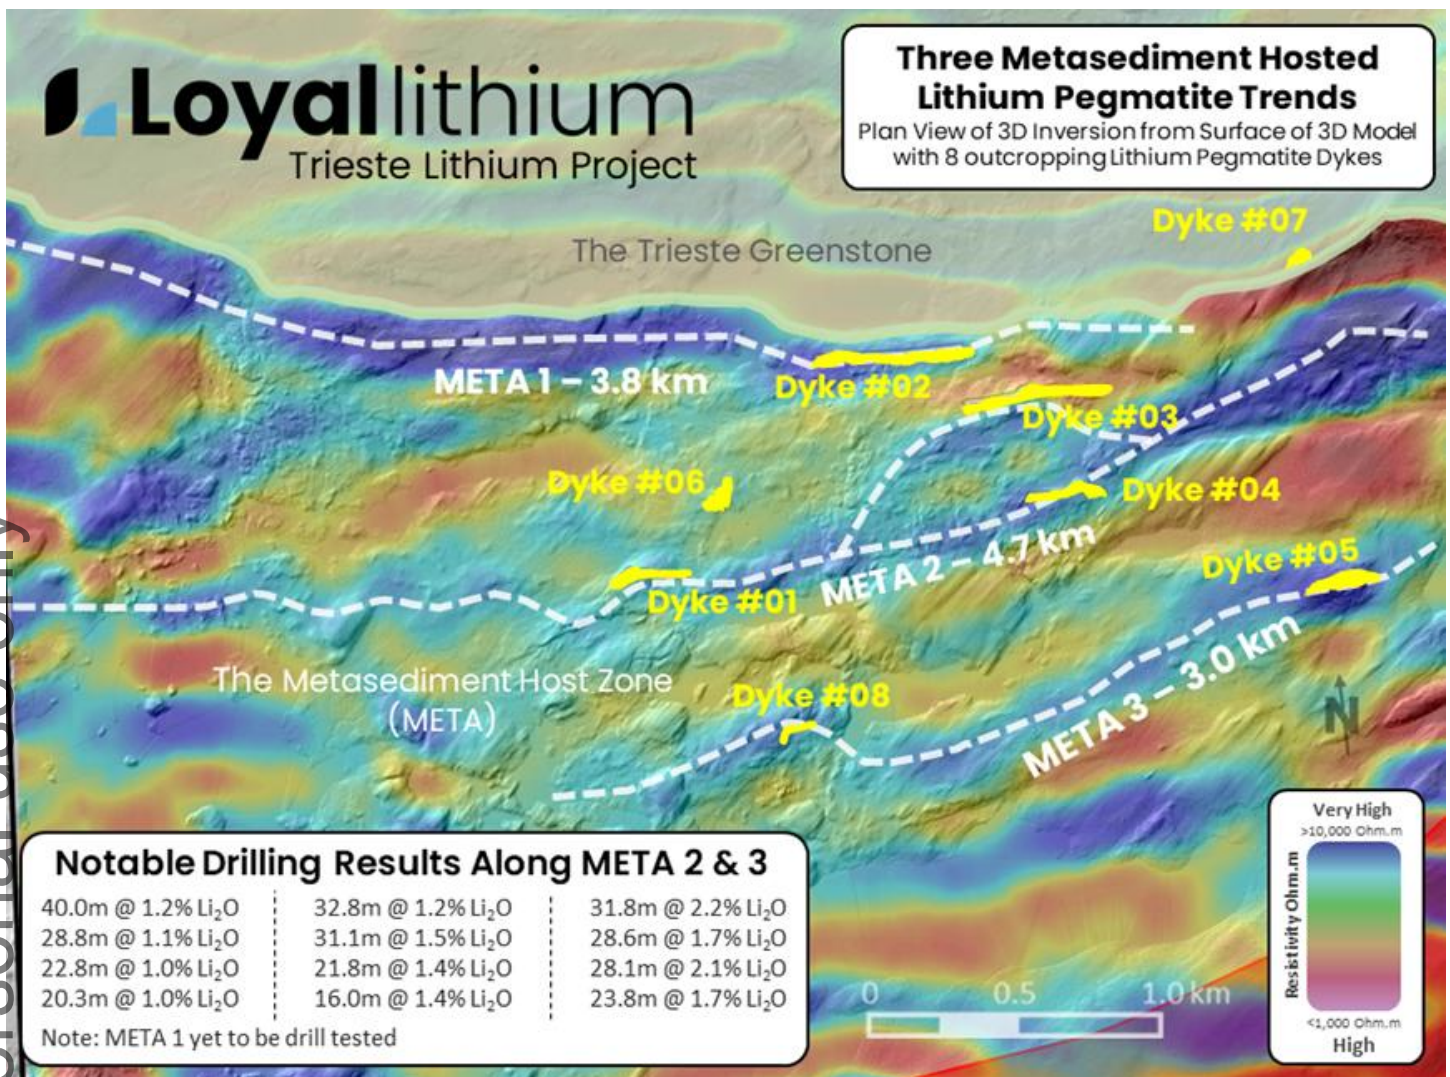 Loyal lithium
Trieste Lithium Project
Three Metasediment Hosted
Lithium Pegmatite Trends
Plan View of 3D Inversion from Surface of 3D Model
with 8 outcropping Lithium Pegmatite Dykes
Dyke #07
The Trieste Greenstone
META 1 – 3.8 km
Dyke #02
Dyke #03
Dyke #06
Dyke #04
META 2 – 4.7 km
Dyke #05
Dyke #01
The Metasediment Host Zone
(META)
Dyke #08
META 3 – 3.0 km
N
Notable Drilling Results Along META 2 & 3
40.0m @ 1.2% Li₂O
28.8m @ 1.1% Li₂O
22.8m @ 1.0% Li₂O
20.3m @ 1.0% Li₂O
32.8m @ 1.2% Li₂O
31.1m @ 1.5% Li₂O
21.8m @ 1.4% Li₂O
16.0m @ 1.4% Li₂O
31.8m @ 2.2% Li₂O
28.6m @ 1.7% Li₂O
28.1m @ 2.1% Li₂O
23.8m @ 1.7% Li₂O
Note: META 1 yet to be drill tested
0 0.5 1.0 km
Very High
>10,000 Ohm.m
Resistivity Ohm.m
<1,000 Ohm.m
High